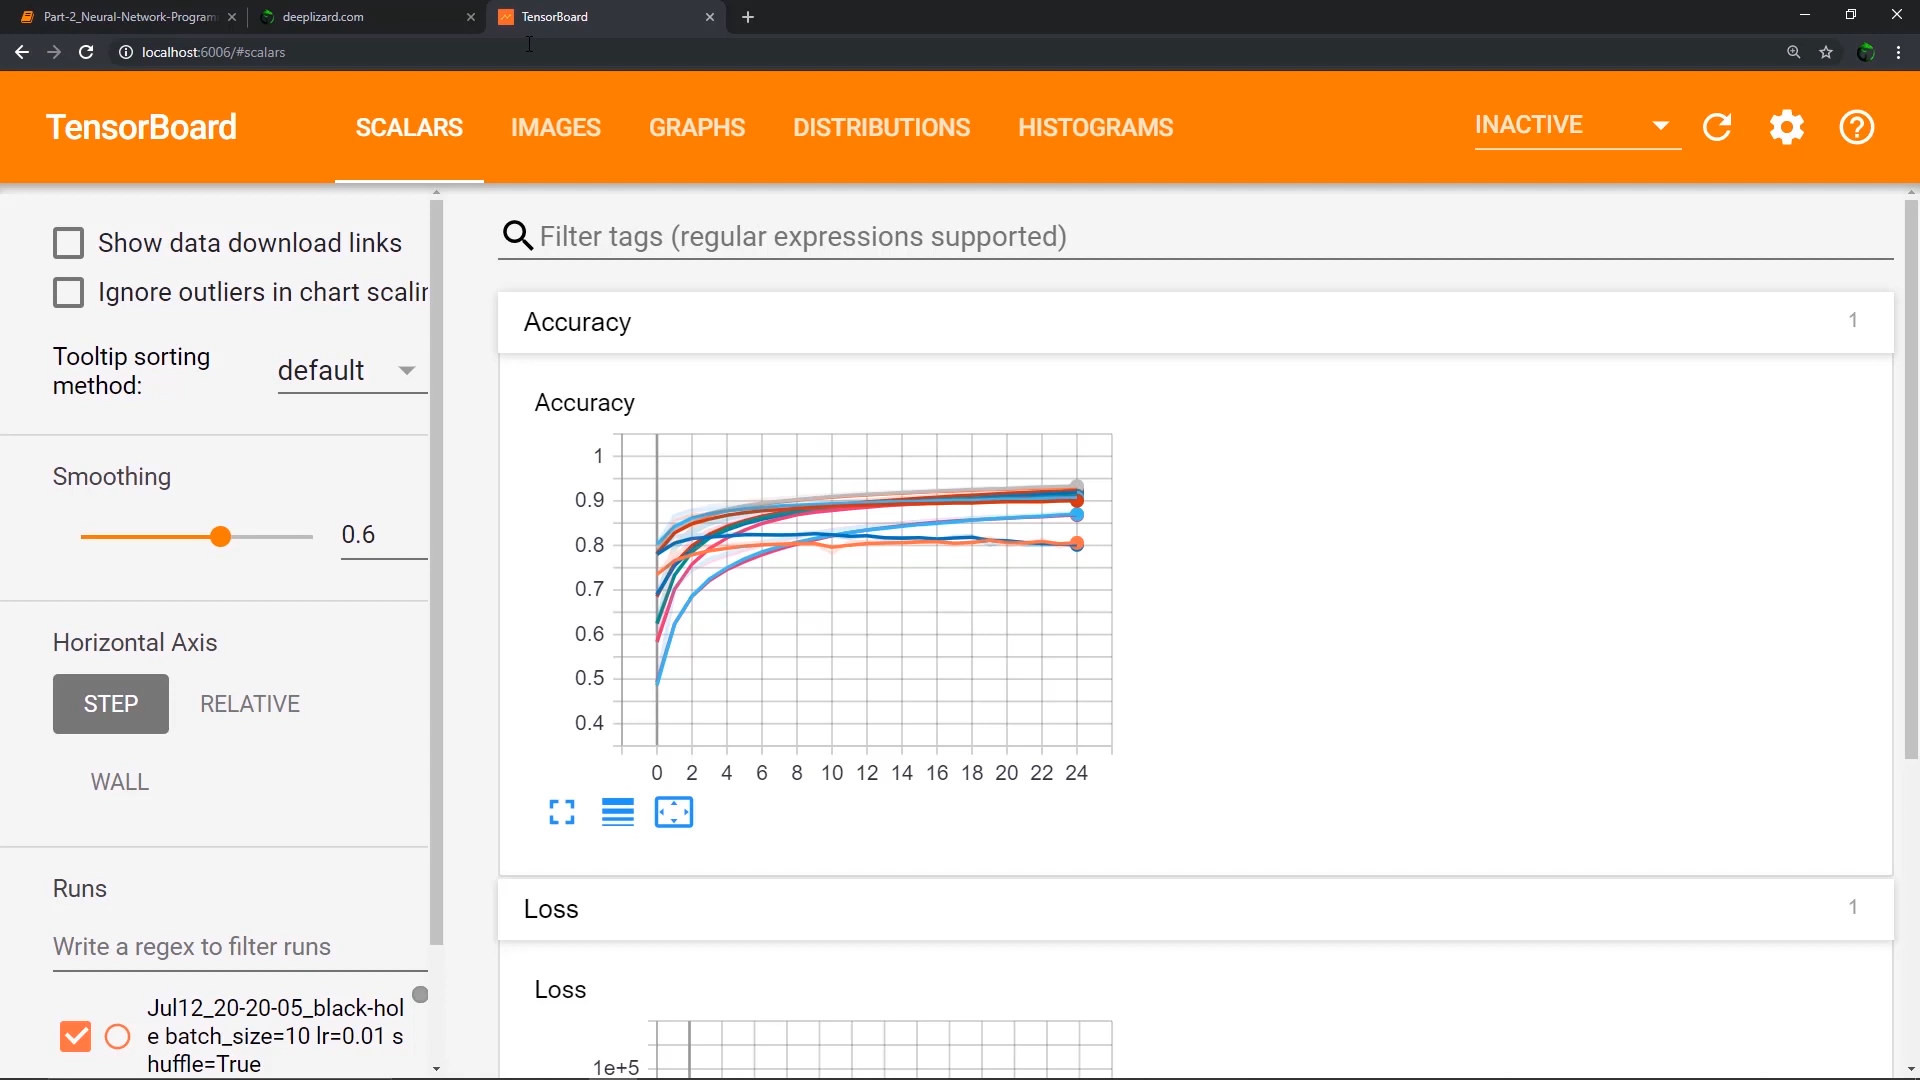 Part-2_Neural-Network-Program
deeplizard.com
TensorBoard
localhost:6006/#scalars
TensorBoard
SCALARS
IMAGES
GRAPHS
DISTRIBUTIONS
HISTOGRAMS
INACTIVE
Show data download links
Ignore outliers in chart scalin
Tooltip sorting
method:
default
Smoothing
0.6
Horizontal Axis
STEP
RELATIVE
WALL
Runs
Write a regex to filter runs
Jul12_20-20-05_black-hol
e batch_size=10 lr=0.01 s
huffle=True
Filter tags (regular expressions supported)
Accuracy
1
Accuracy
1
0.9
0.8
0.7
0.6
0.5
0.4
0 2 4 6 8 10 12 14 16 18 20 22 24
Loss
1
Loss
1e+5